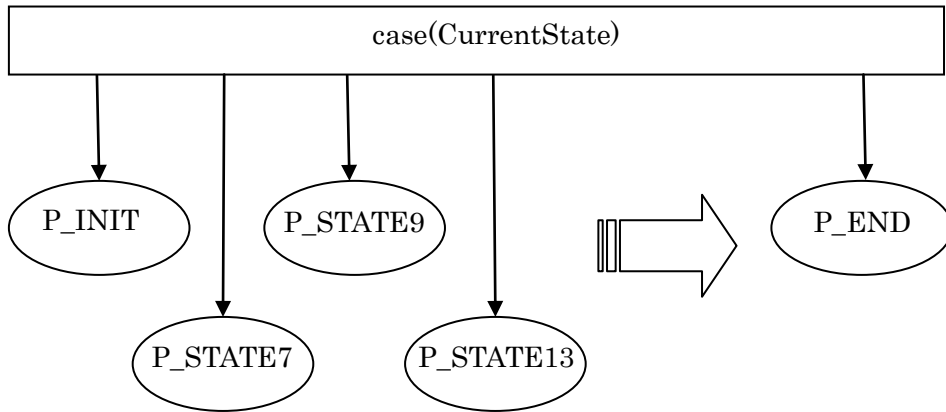 case(CurrentState)
P_INIT
P_STATE9
P_END
P_STATE7
P_STATE13